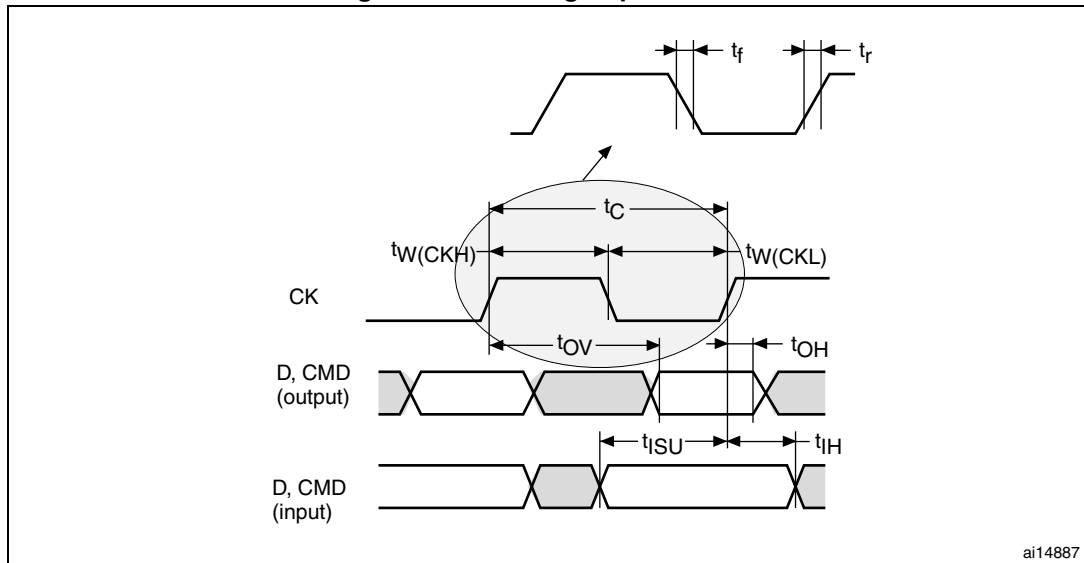 tf
tr
tC
tW(CKH)
tW(CKL)
CK
tOV
tOH
D, CMD
(output)
tISU
tIH
D, CMD
(input)
ai14887